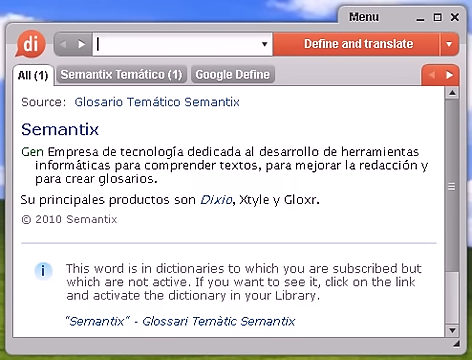 Menu
di
Define and translate
All (1)
Semantix Temático (1)
Google Define
Source: Glosario Temático Semantix
Semantix
Gen Empresa de tecnología dedicada al desarrollo de herramientas
informáticas para comprender textos, para mejorar la redacción y
para crear glosarios.
Su principales productos son Dixio, Xtyle y Gloxr.
© 2010 Semantix
i
This word is in dictionaries to which you are subscribed but
which are not active. If you want to see it, click on the link
and activate the dictionary in your Library.
"Semantix" - Glossari Temàtic Semantix